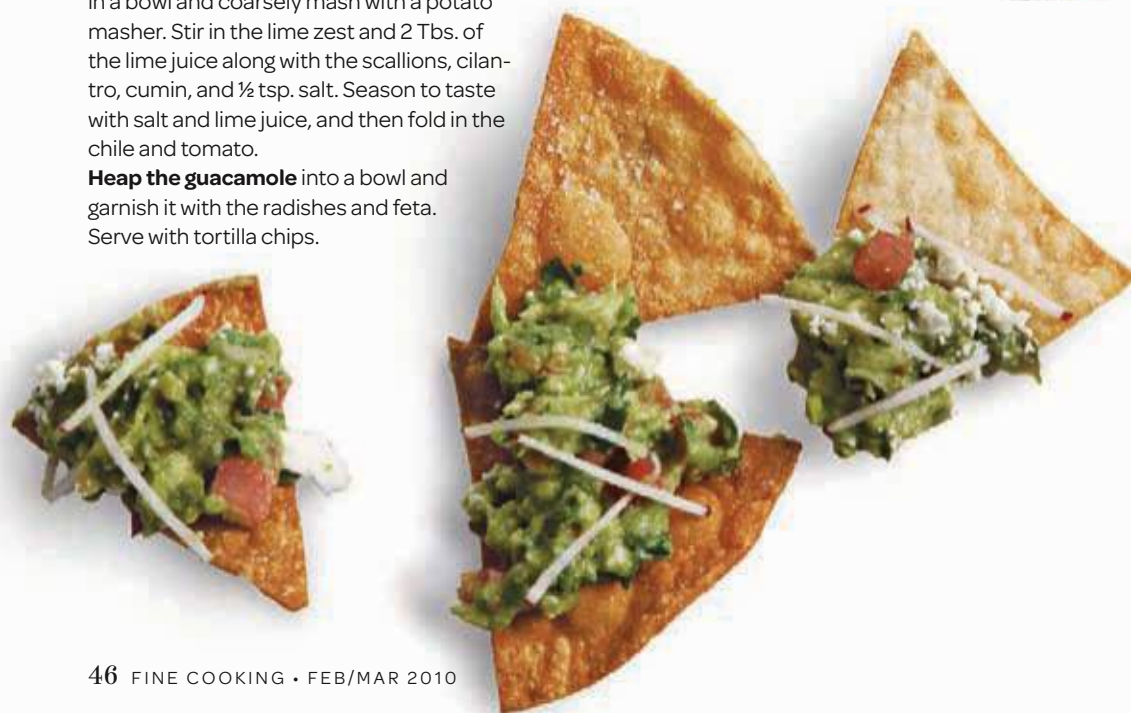 in a bowl and coarsely mash with a potato
masher. Stir in the lime zest and 2 Tbs. of
the lime juice along with the scallions, cilan-
tro, cumin, and ½ tsp. salt. Season to taste
with salt and lime juice, and then fold in the
chile and tomato.
Heap the guacamole into a bowl and
garnish it with the radishes and feta.
Serve with tortilla chips.
46 FINE COOKING • FEB/MAR 2010